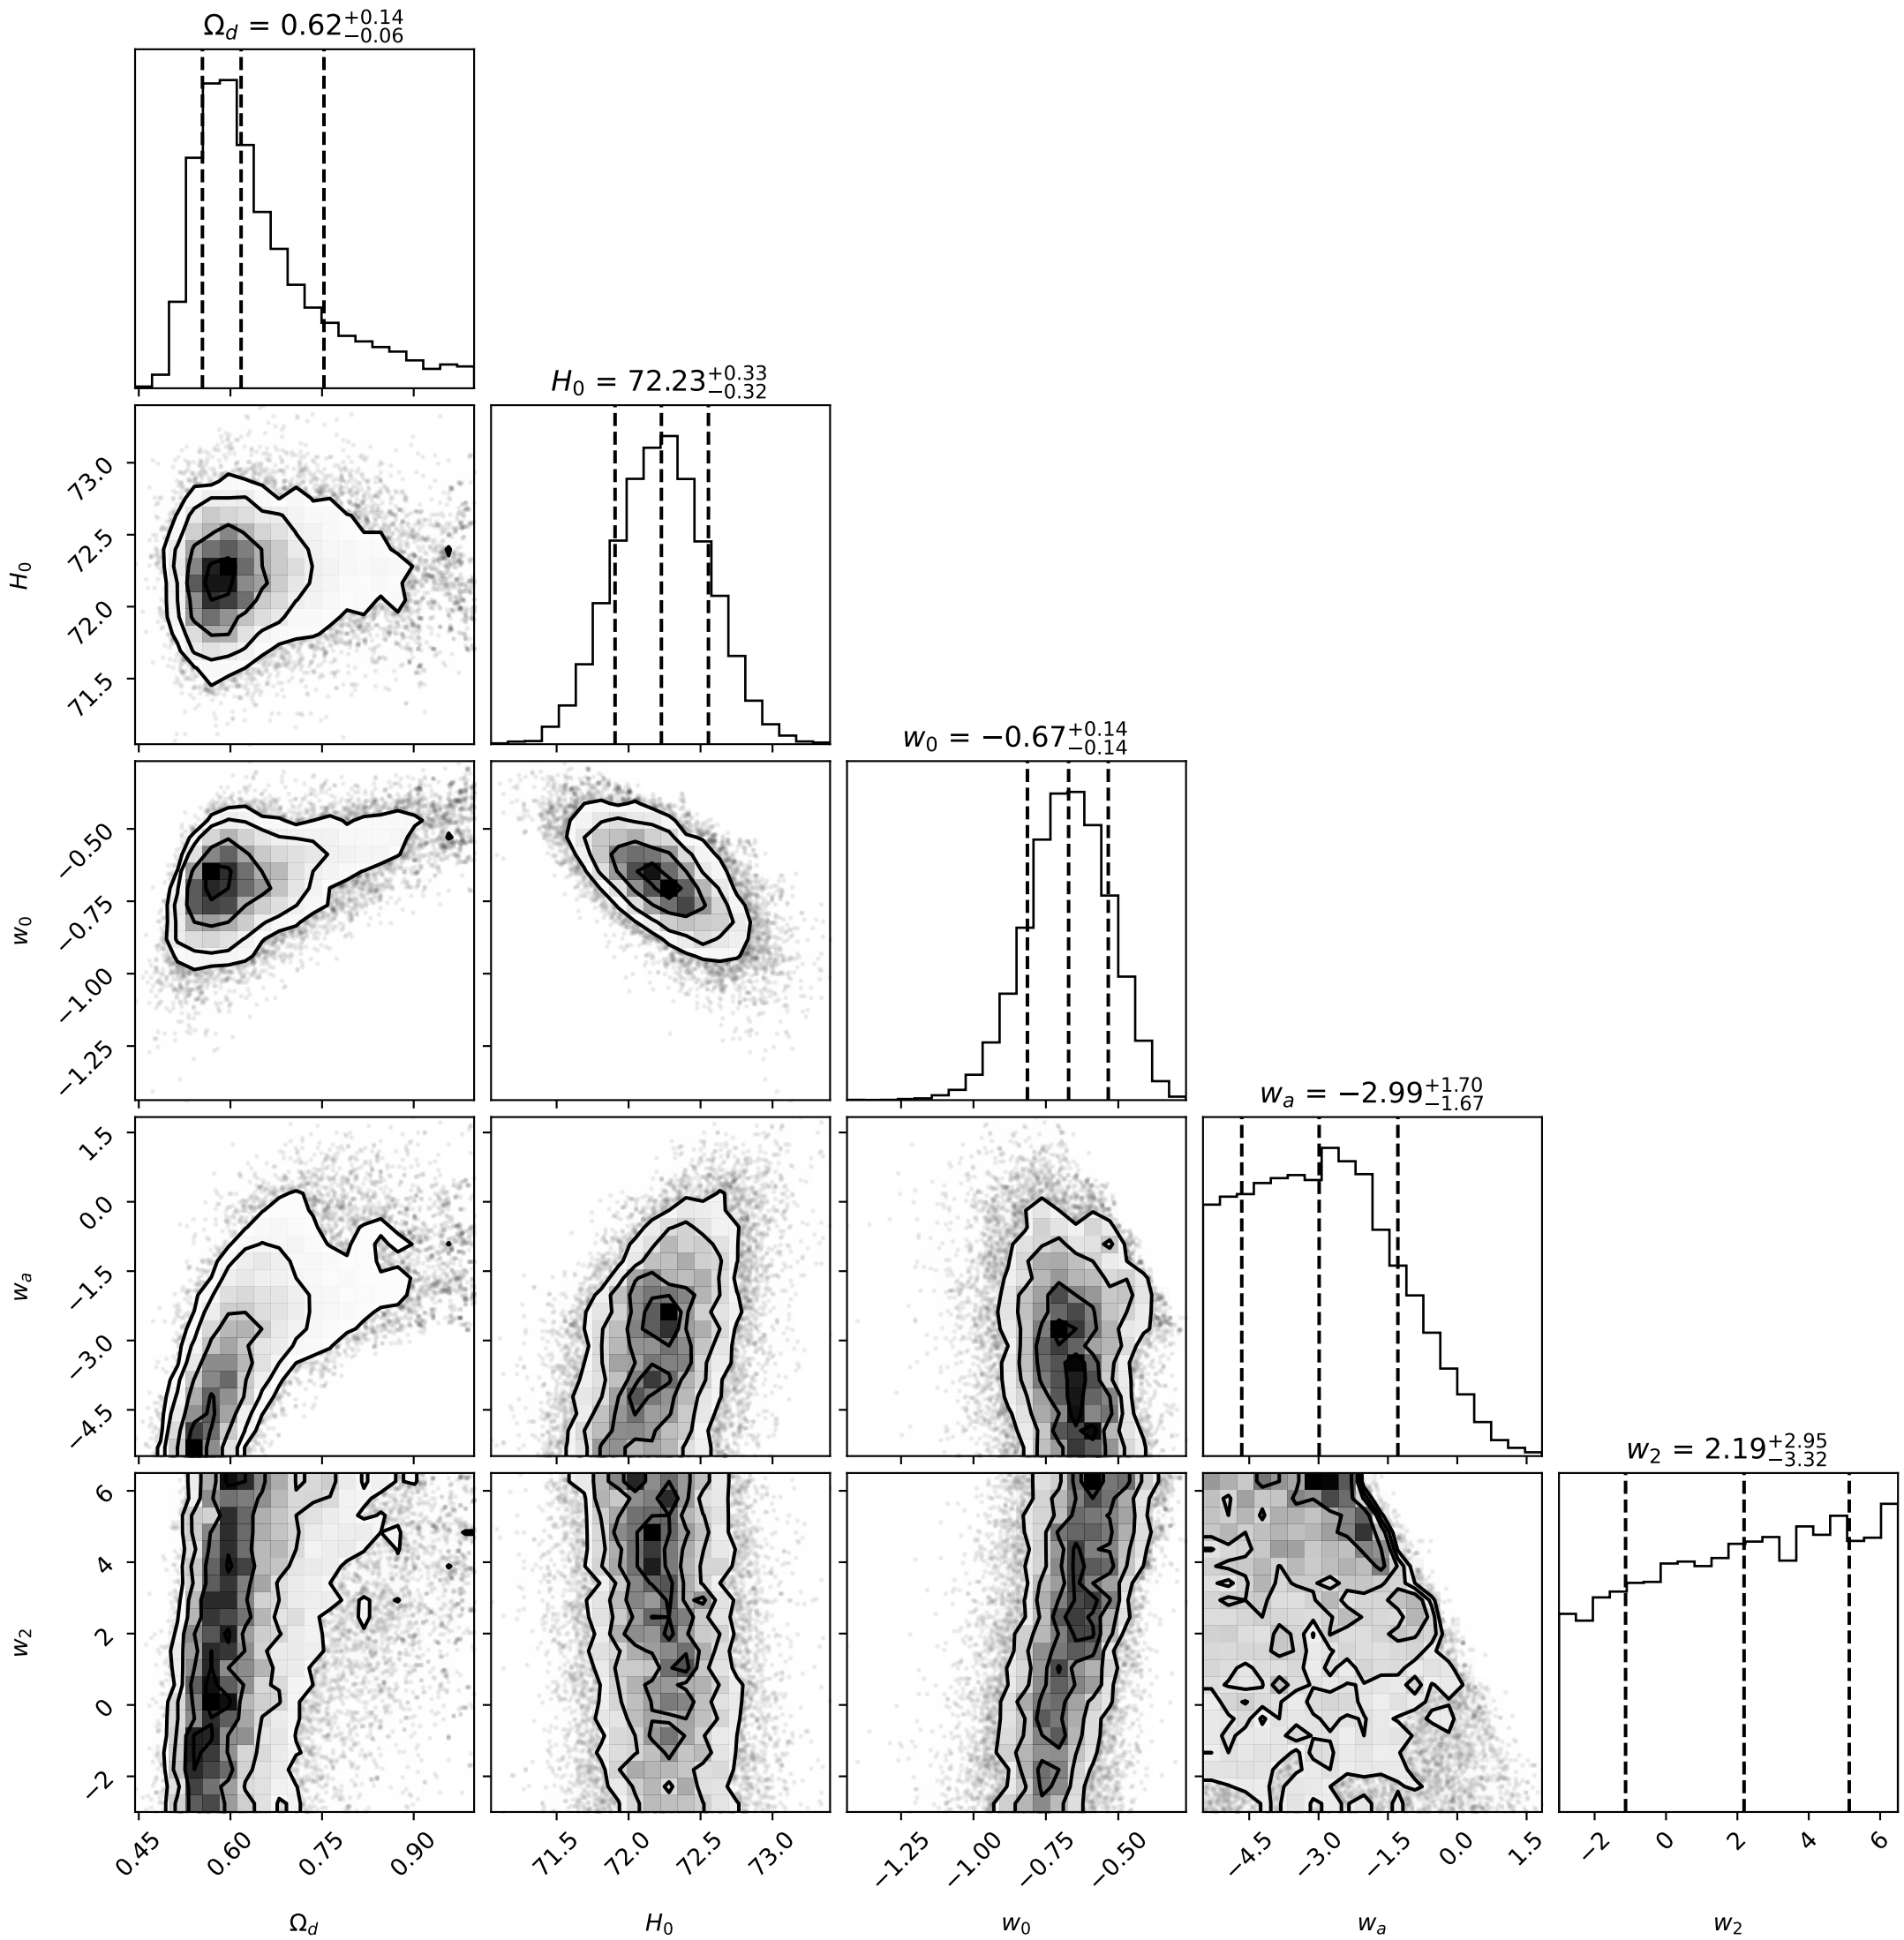 Ω_d = 0.62^{+0.14}_{−0.06}
H_0 = 72.23^{+0.33}_{−0.32}
H_0
73.0
72.5
72.0
71.5
w_0 = −0.67^{+0.14}_{−0.14}
w_0
−0.50
−0.75
−1.00
−1.25
w_a = −2.99^{+1.70}_{−1.67}
w_a
1.5
0.0
−1.5
−3.0
−4.5
w_2 = 2.19^{+2.95}_{−3.32}
w_2
6
4
2
0
−2
0.45 0.60 0.75 0.90
71.5 72.0 72.5 73.0
−1.25 −1.00 −0.75 −0.50
−4.5 −3.0 −1.5 0.0 1.5
−2 0 2 4 6
Ω_d H_0 w_0 w_a w_2